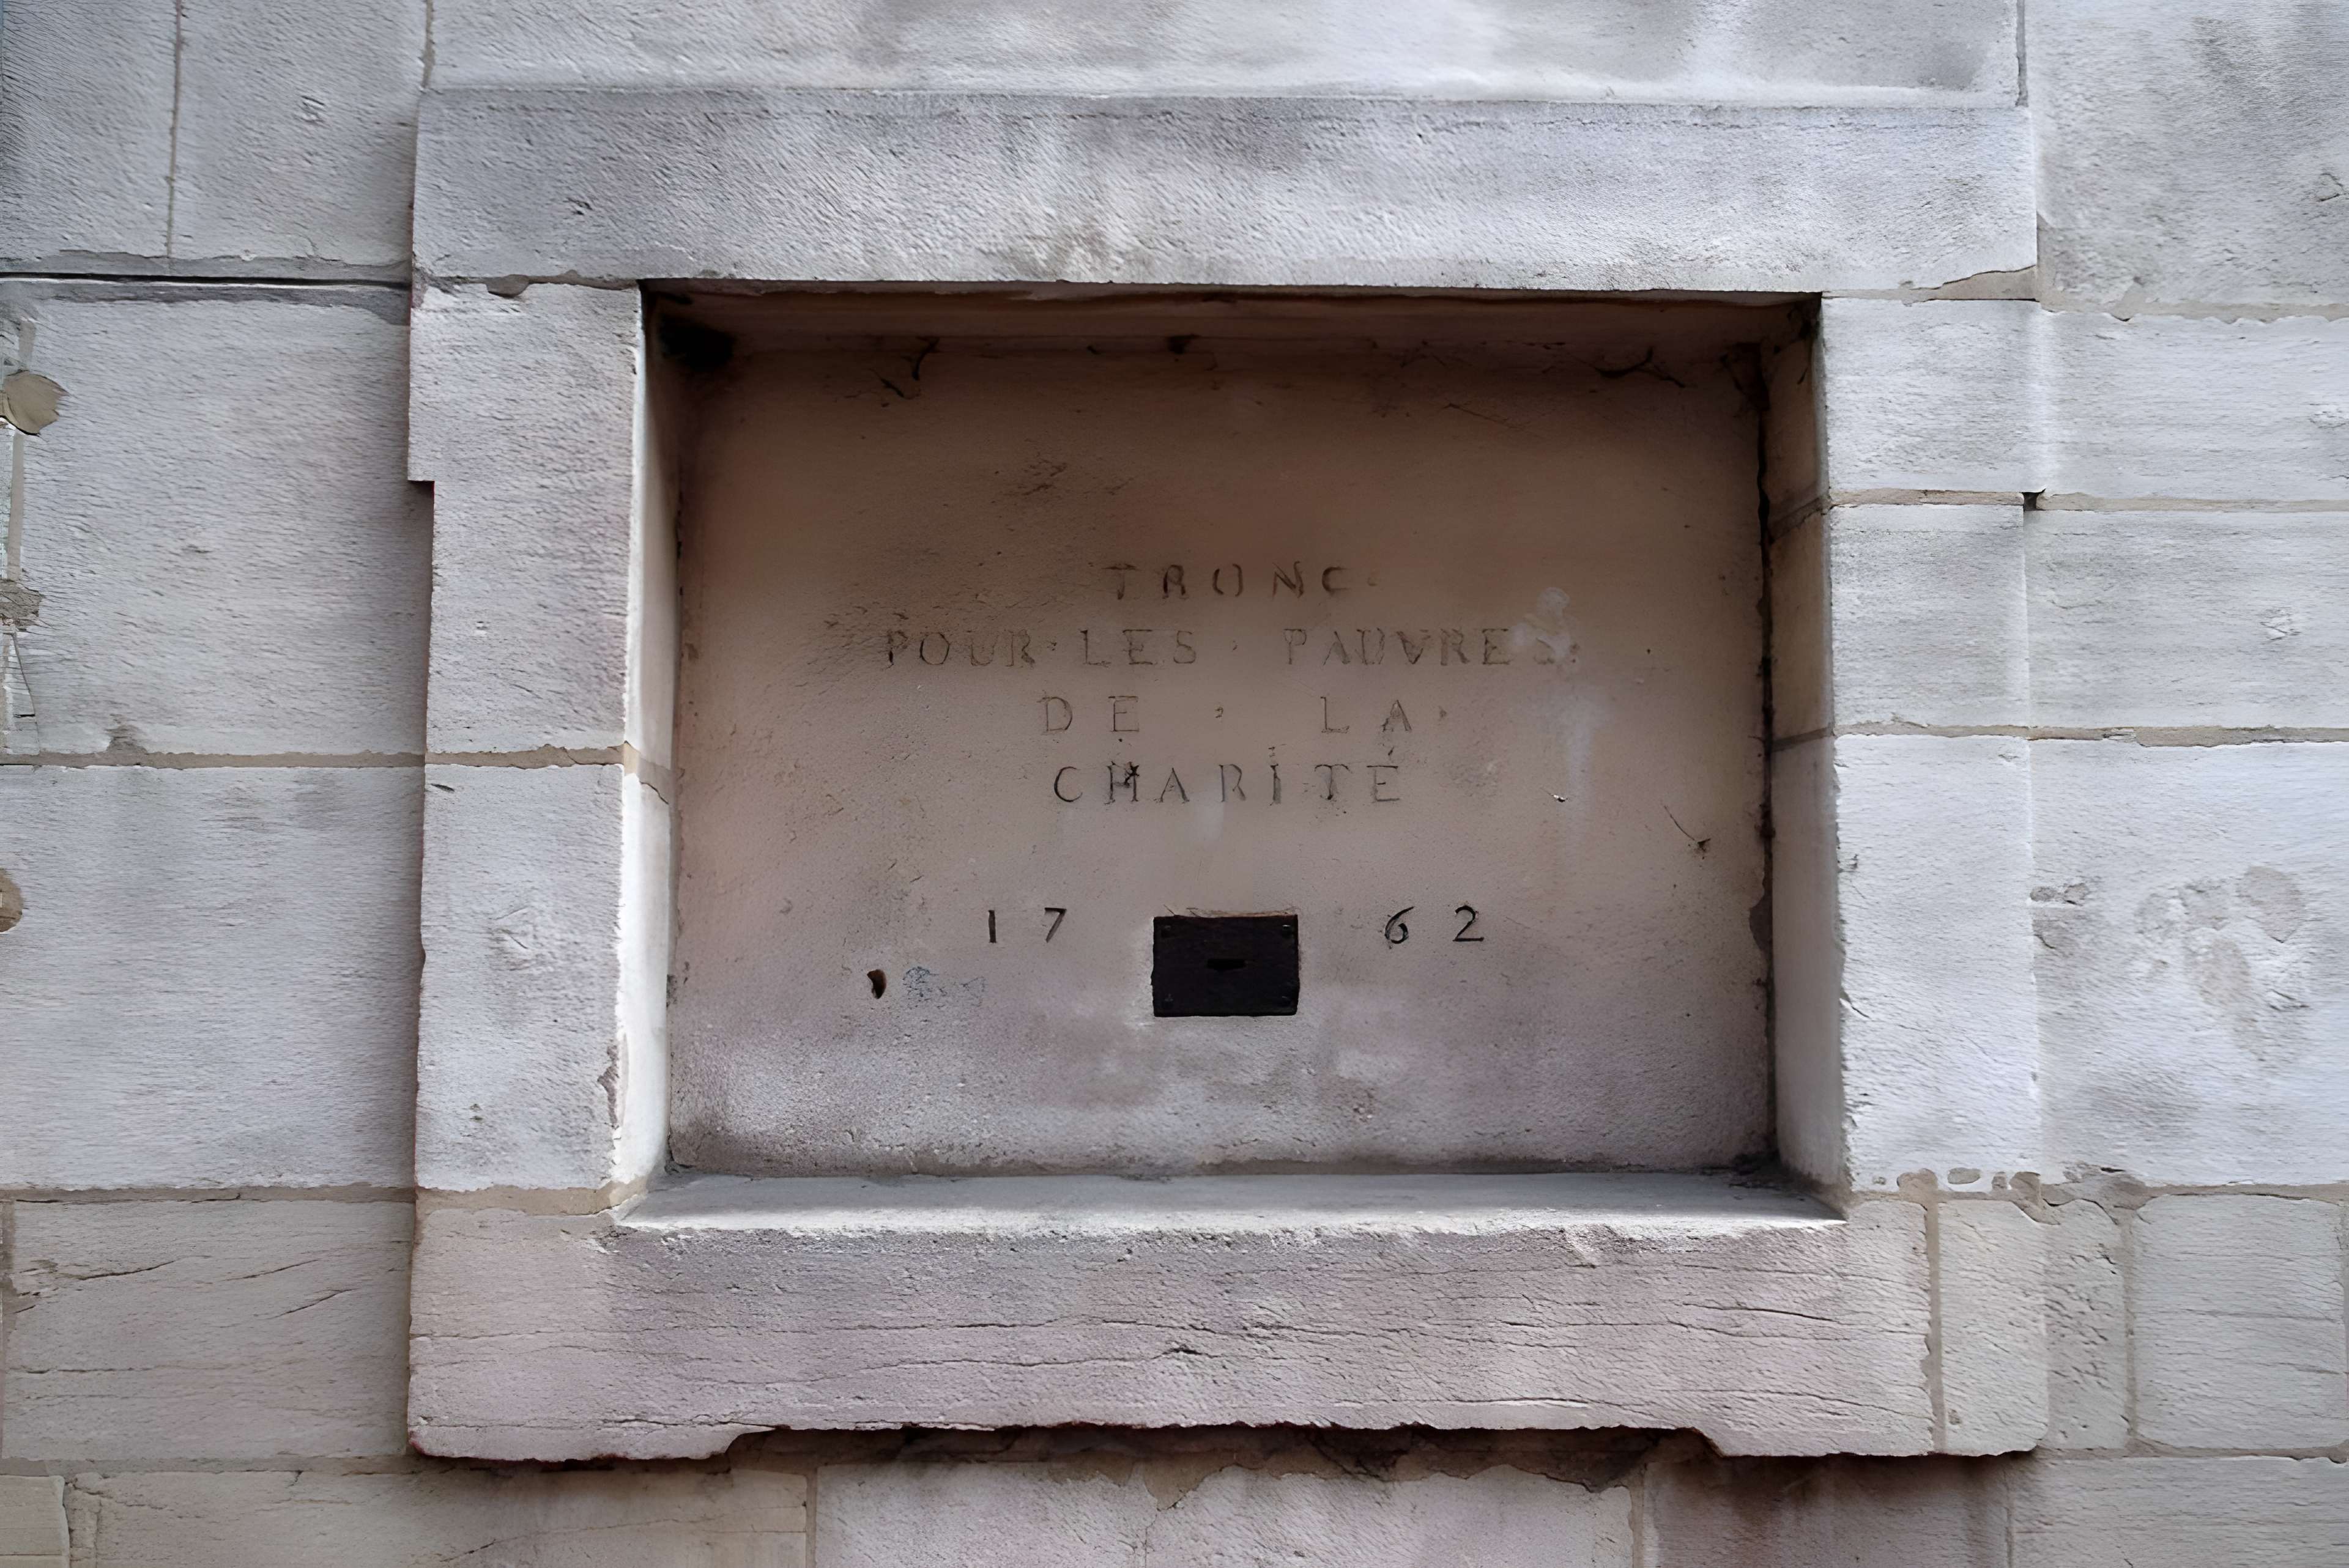 TRONC
POUR · LES · PAUVRES
DE · LA ·
CHARITÉ
17 62